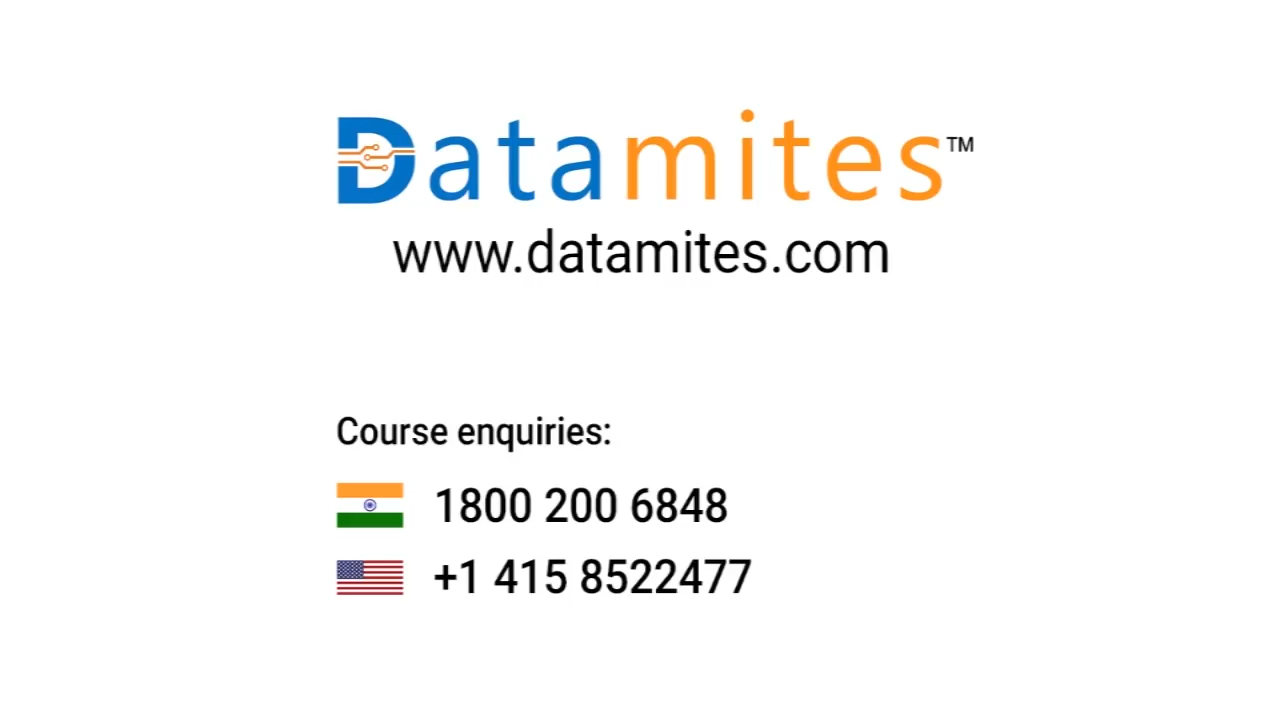 Datamites™
www.datamites.com
Course enquiries:
1800 200 6848
+1 415 8522477